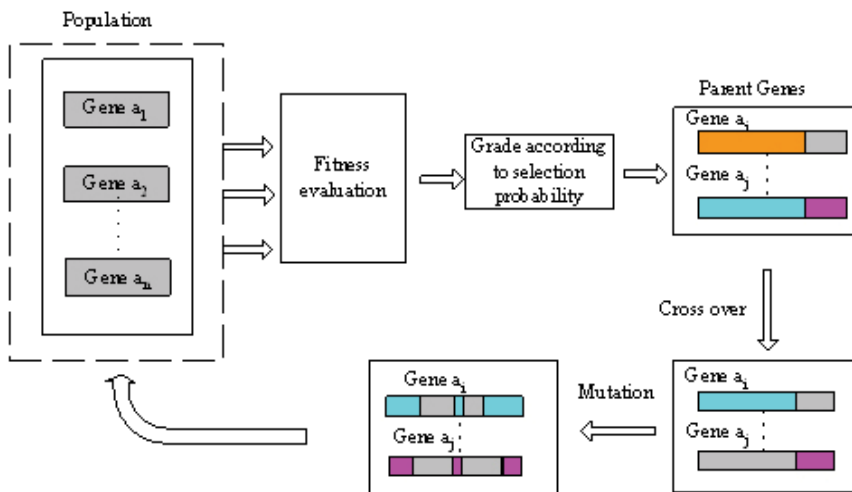 Population
Gene a1
Gene a2
Gene an
Fitness
evaluation
Grade according
to selection
probability
Parent Genes
Gene ai
Gene aj
Cross over
Gene ai
Gene aj
Mutation
Gene ai
Gene aj